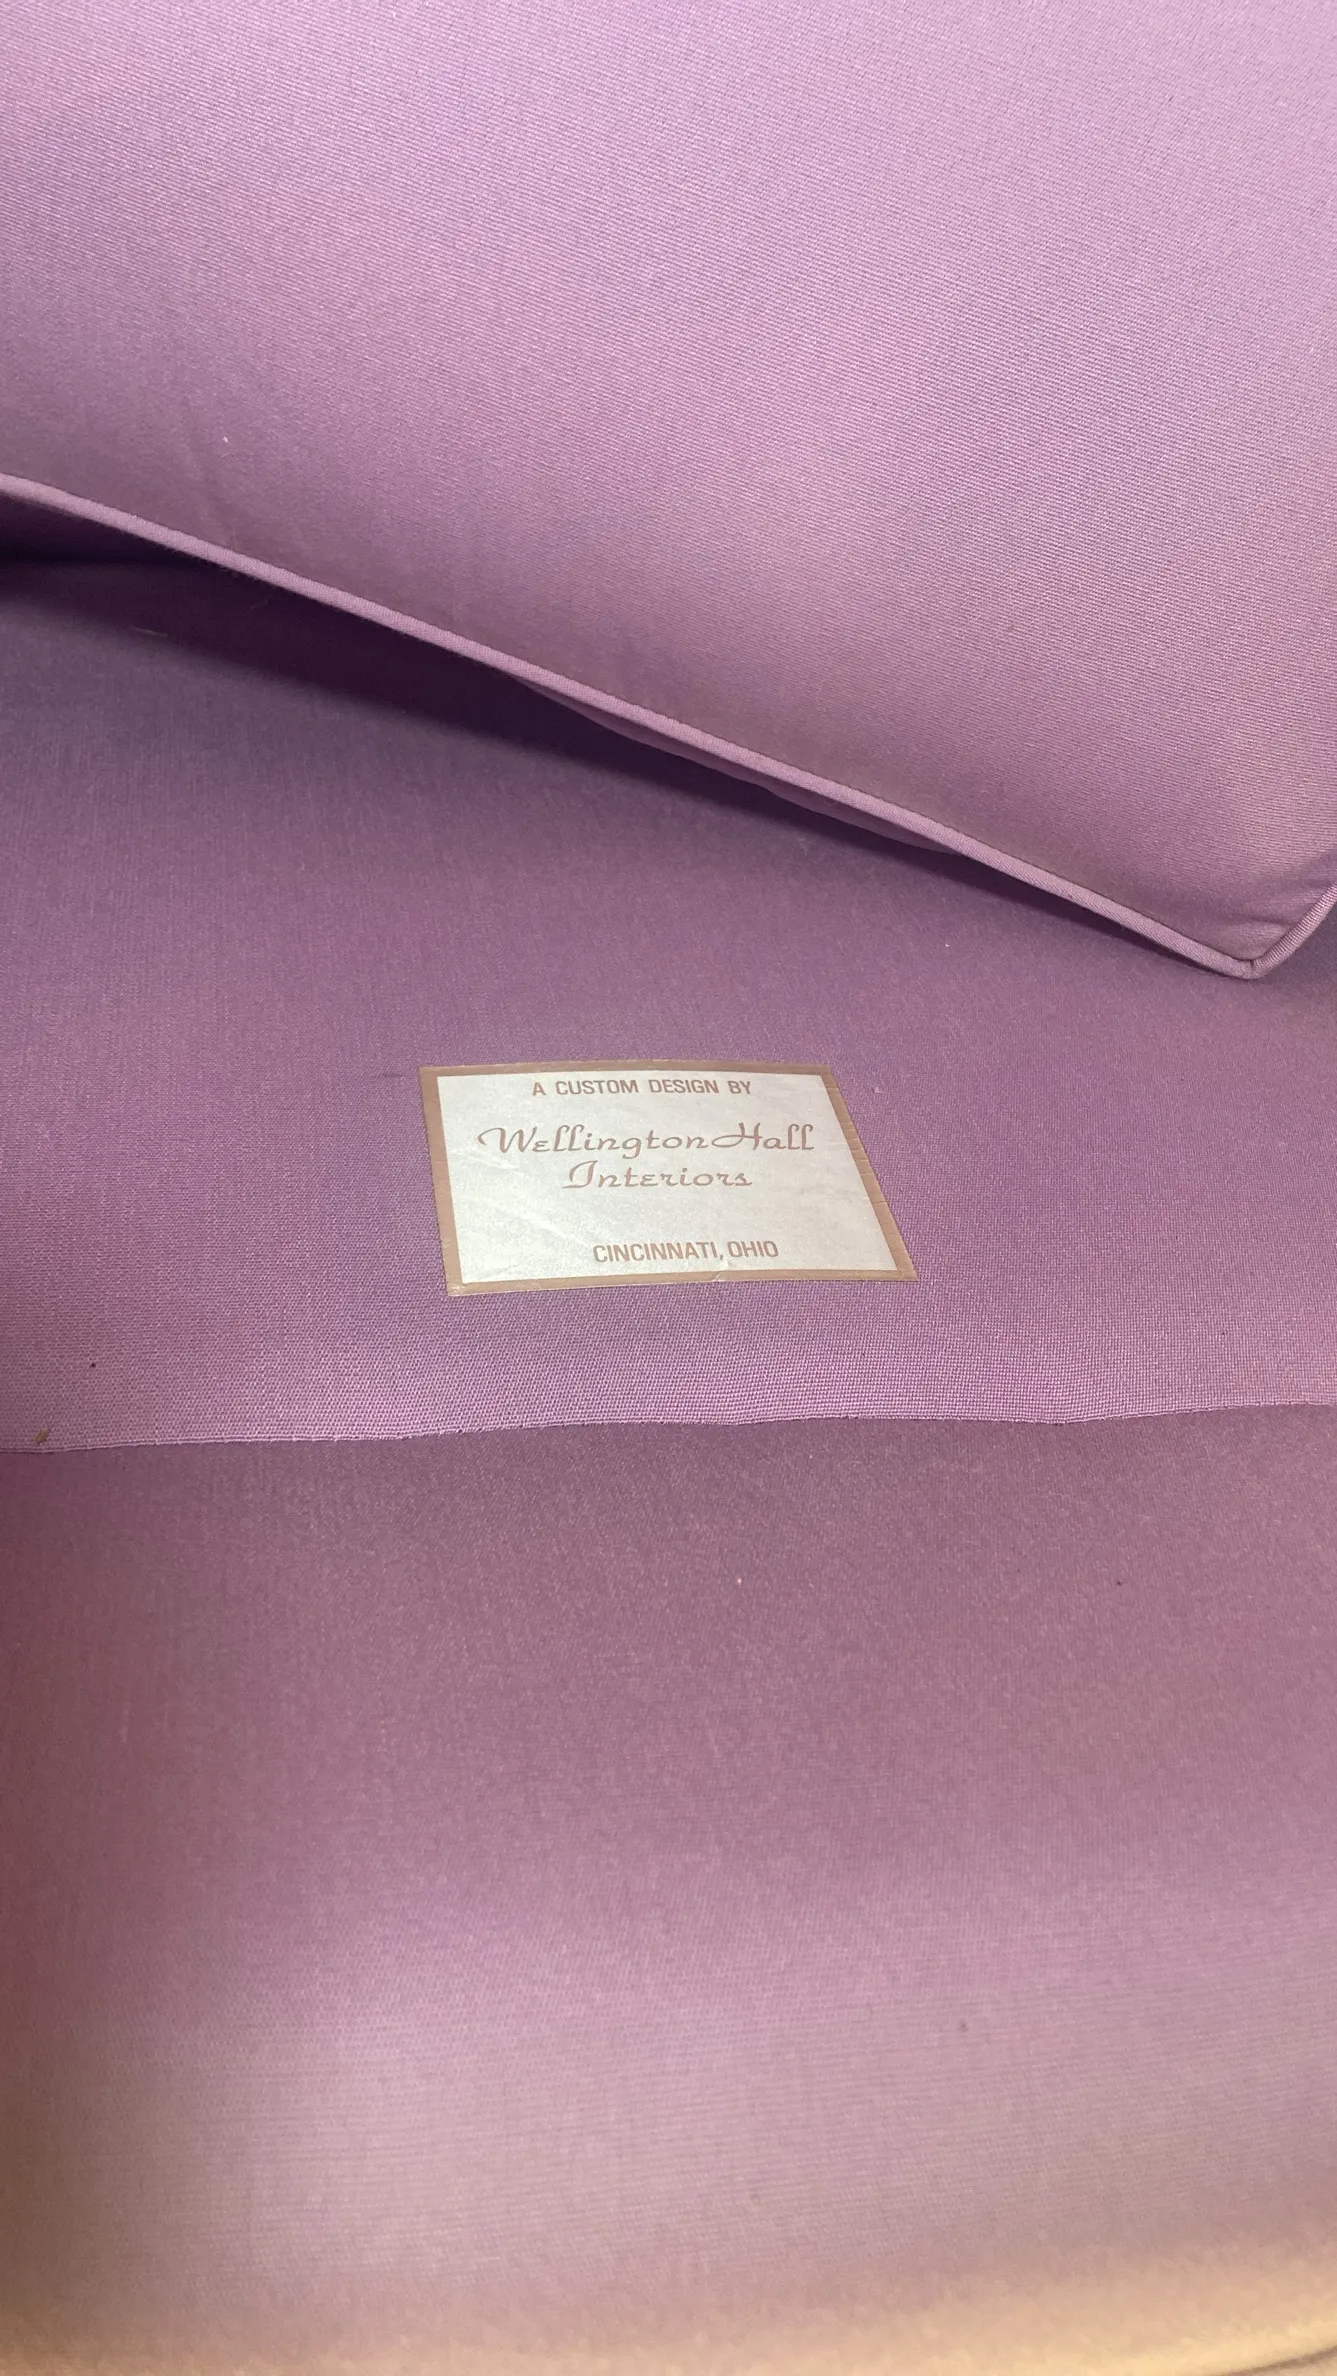 A CUSTOM DESIGN BY
Wellington Hall
Interiors
CINCINNATI, OHIO